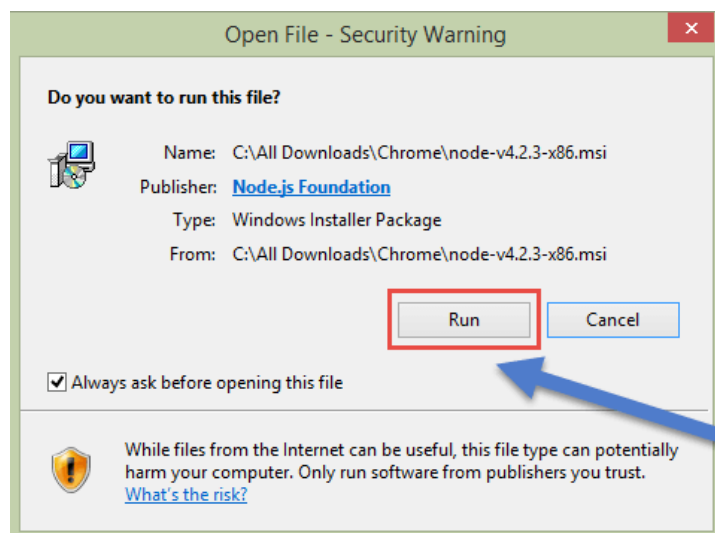 Open File - Security Warning
Do you want to run this file?
Name: C:\All Downloads\Chrome\node-v4.2.3-x86.msi
Publisher: Node.js Foundation
Type: Windows Installer Package
From: C:\All Downloads\Chrome\node-v4.2.3-x86.msi
Run Cancel
Always ask before opening this file
While files from the Internet can be useful, this file type can potentially
harm your computer. Only run software from publishers you trust.
What's the risk?